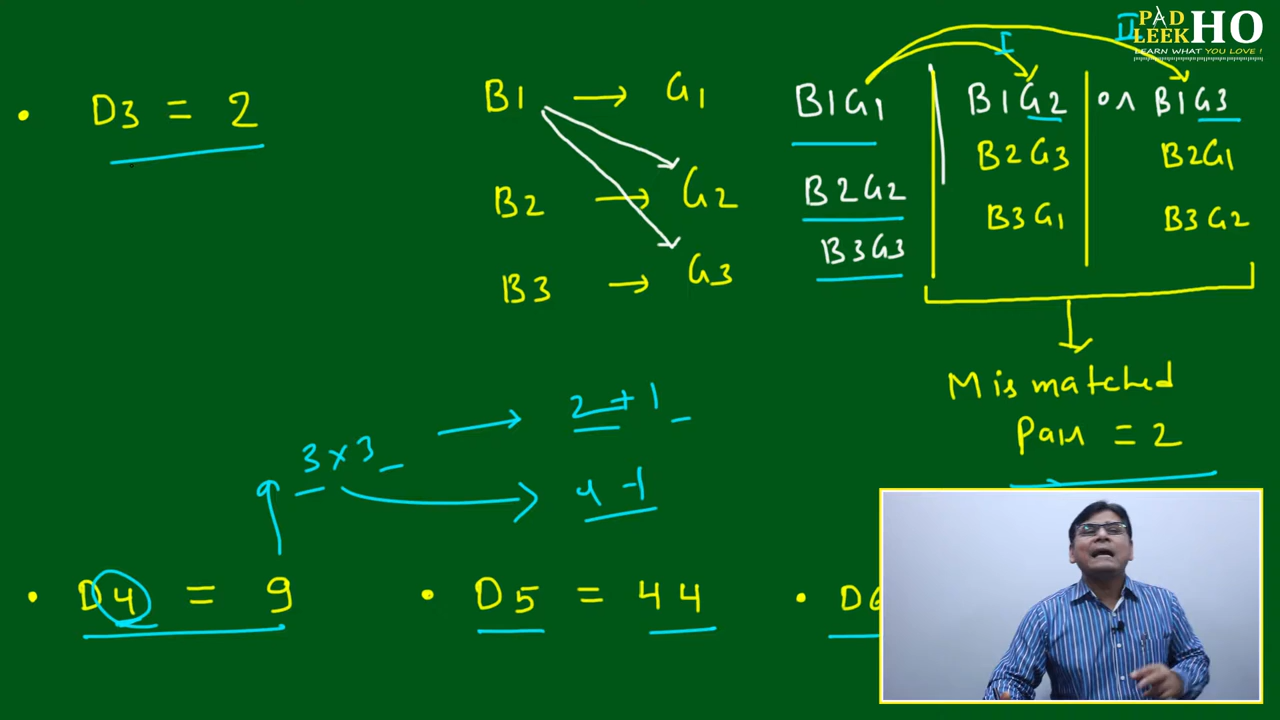 PAD
LEEK HO
LEARN WHAT YOU LOVE !
• D3 = 2
B1 → G1
B2 → G2
B3 → G3
B1G1
B2G2
B3G3
I
B1G2
B2G3
B3G1
or
II
B1G3
B2G1
B3G2
Mismatched
Pair = 2
3 × 3
→ 2 + 1
→ 4 - 1
• D4 = 9
• D5 = 44
• D6